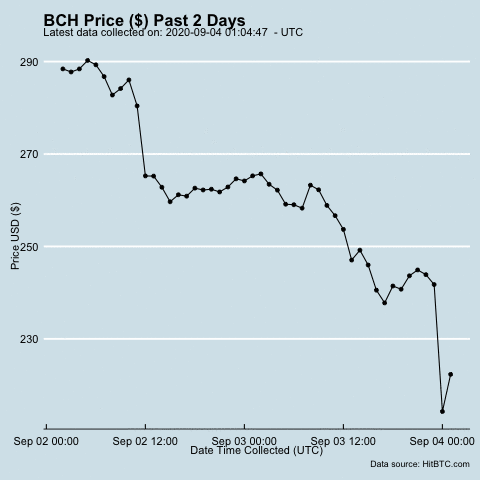 BCH Price ($) Past 2 Days
Latest data collected on: 2020-09-04 01:04:47 - UTC
290
270
250
230
Price USD ($)
Sep 02 00:00 Sep 02 12:00 Sep 03 00:00 Sep 03 12:00 Sep 04 00:00
Date Time Collected (UTC)
Data source: HitBTC.com